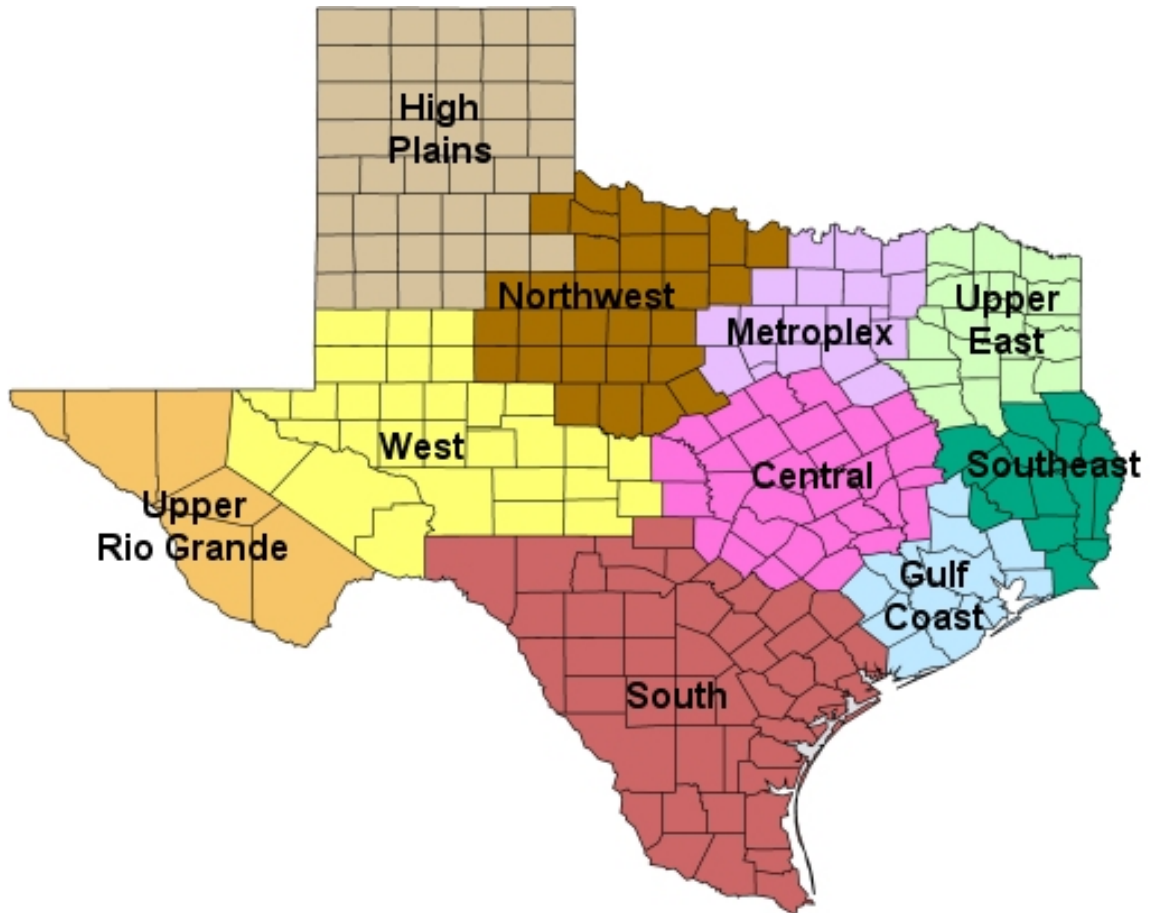 High
Plains
Northwest
Upper
East
Metroplex
West
Central
Southeast
Upper
Rio Grande
Gulf
Coast
South